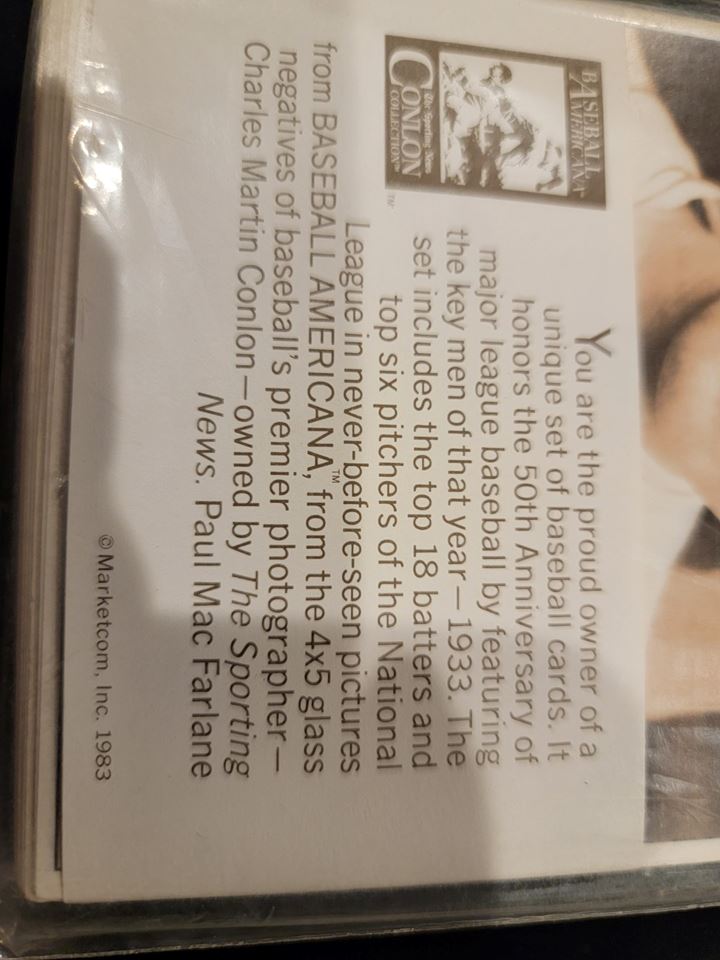 BASEBALL
AMERICANA
The Sporting News
CONLON
COLLECTION™
TM
You are the proud owner of a
unique set of baseball cards. It
honors the 50th Anniversary of
major league baseball by featuring
the key men of that year—1933. The
set includes the top 18 batters and
top six pitchers of the National
League in never-before-seen pictures
from BASEBALL AMERICANA,™ from the 4x5 glass
negatives of baseball's premier photographer—
Charles Martin Conlon—owned by The Sporting
News. Paul Mac Farlane
© Marketcom, Inc. 1983